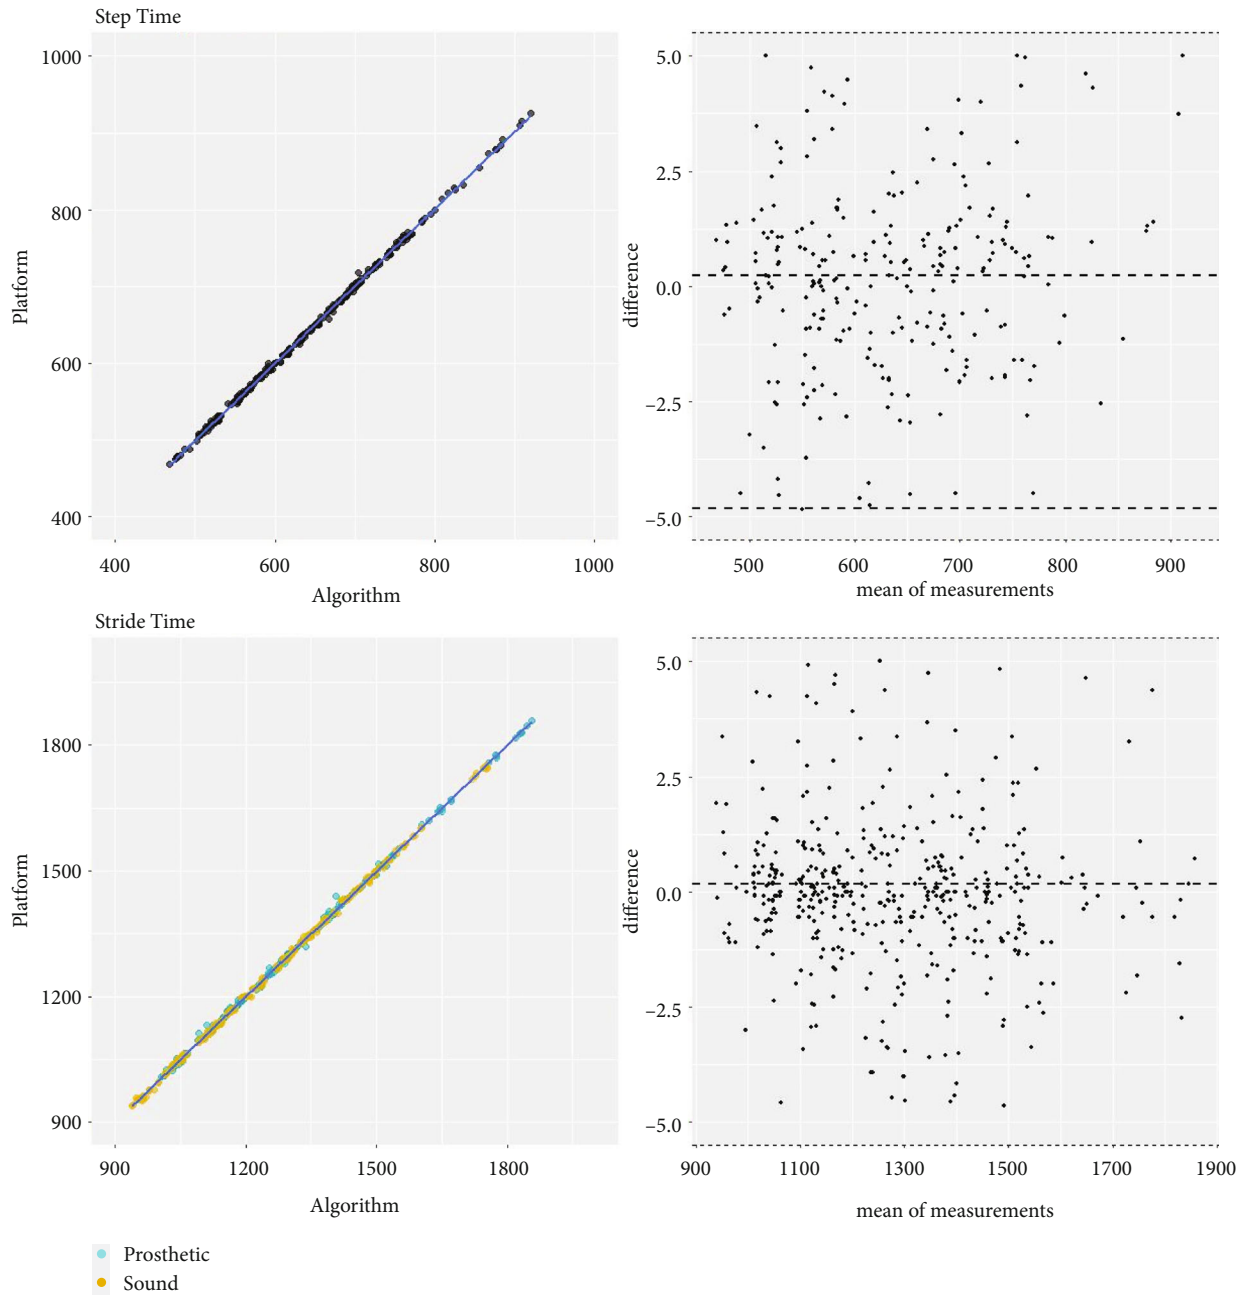 Step Time
1000
800
600
400
Platform
400 600 800 1000
Algorithm
5.0
2.5
0.0
−2.5
−5.0
difference
500 600 700 800 900
mean of measurements
Stride Time
1800
1500
1200
900
Platform
900 1200 1500 1800
Algorithm
5.0
2.5
0.0
−2.5
−5.0
difference
900 1100 1300 1500 1700 1900
mean of measurements
Prosthetic
Sound